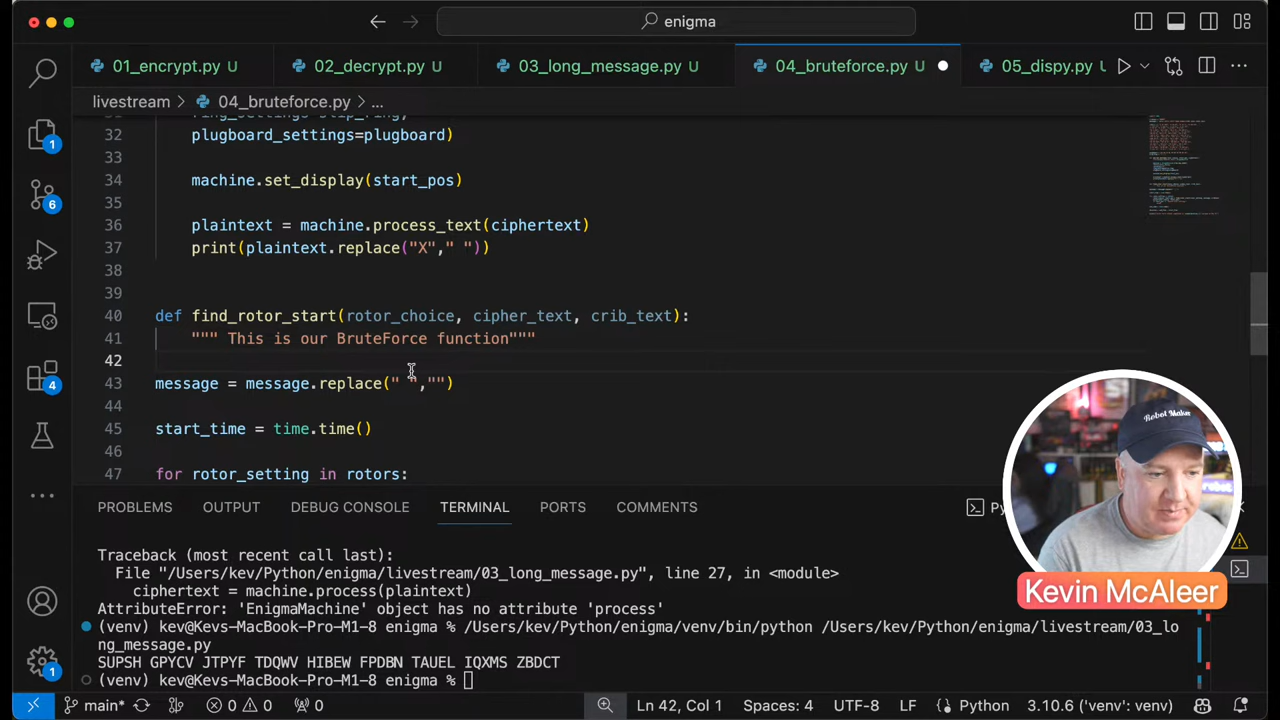 enigma
01_encrypt.py U
02_decrypt.py U
03_long_message.py U
04_bruteforce.py U
05_dispy.py
livestream > 04_bruteforce.py > ...
32 plugboard_settings=plugboard)
33
34 machine.set_display(start_pos)
35
36 plaintext = machine.process_text(ciphertext)
37 print(plaintext.replace("X"," "))
38
39
40 def find_rotor_start(rotor_choice, cipher_text, crib_text):
41 """ This is our BruteForce function"""
42
43 message = message.replace(" ","")
44
45 start_time = time.time()
46
47 for rotor_setting in rotors:
1
6
4
1
Robot Maker
Kevin McAleer
PROBLEMS OUTPUT DEBUG CONSOLE TERMINAL PORTS COMMENTS
Traceback (most recent call last):
File "/Users/kev/Python/enigma/livestream/03_long_message.py", line 27, in <module>
ciphertext = machine.process(plaintext)
AttributeError: 'EnigmaMachine' object has no attribute 'process'
(venv) kev@Kevs-MacBook-Pro-M1-8 enigma % /Users/kev/Python/enigma/venv/bin/python /Users/kev/Python/enigma/livestream/03_lo
ng_message.py
SUPSH GPYCV JTPYF TDQWV HIBEW FPDBN TAUEL IQXMS ZBDCT
(venv) kev@Kevs-MacBook-Pro-M1-8 enigma %
main* 0 0 0 Ln 42, Col 1 Spaces: 4 UTF-8 LF Python 3.10.6 ('venv': venv)